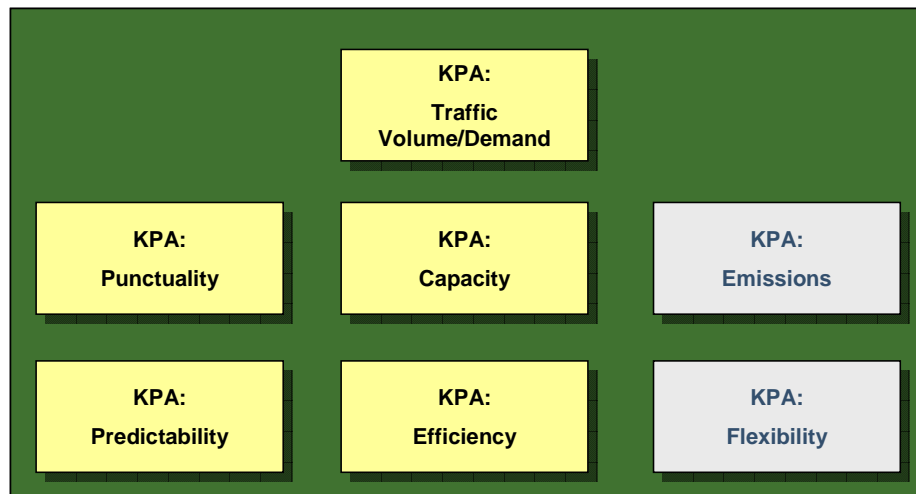 KPA:
Traffic
Volume/Demand
KPA:
Punctuality
KPA:
Capacity
KPA:
Emissions
KPA:
Predictability
KPA:
Efficiency
KPA:
Flexibility